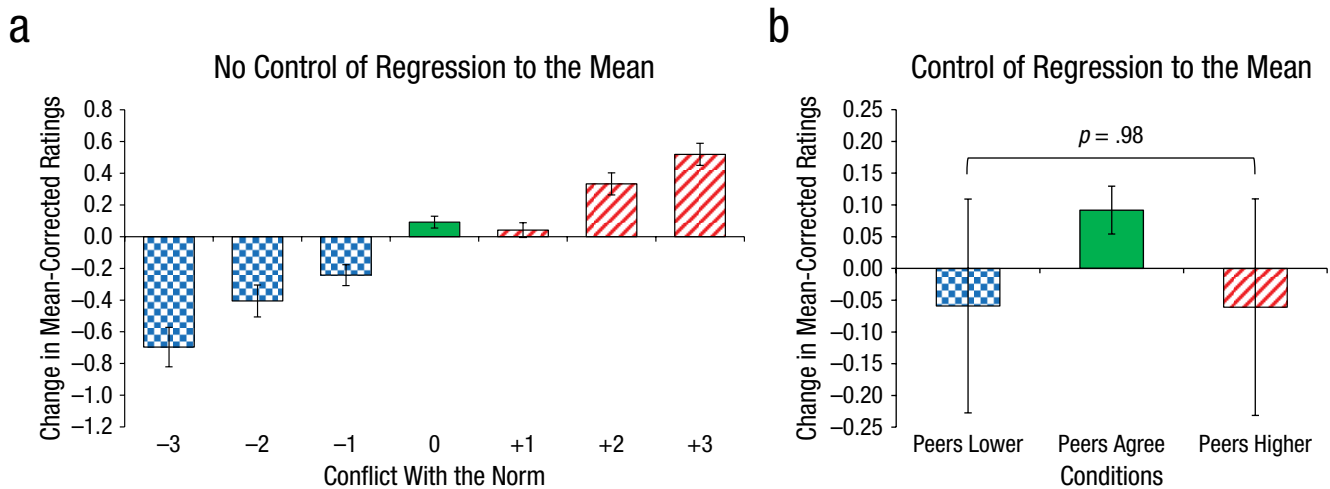 a
No Control of Regression to the Mean
Change in Mean-Corrected Ratings
0.8
0.6
0.4
0.2
0.0
–0.2
–0.4
–0.6
–0.8
–1.0
–1.2
–3 –2 –1 0 +1 +2 +3
Conflict With the Norm
b
Control of Regression to the Mean
Change in Mean-Corrected Ratings
0.25
0.20
0.15
0.10
0.05
0.00
–0.05
–0.10
–0.15
–0.20
–0.25
p = .98
Peers Lower Peers Agree Peers Higher
Conditions